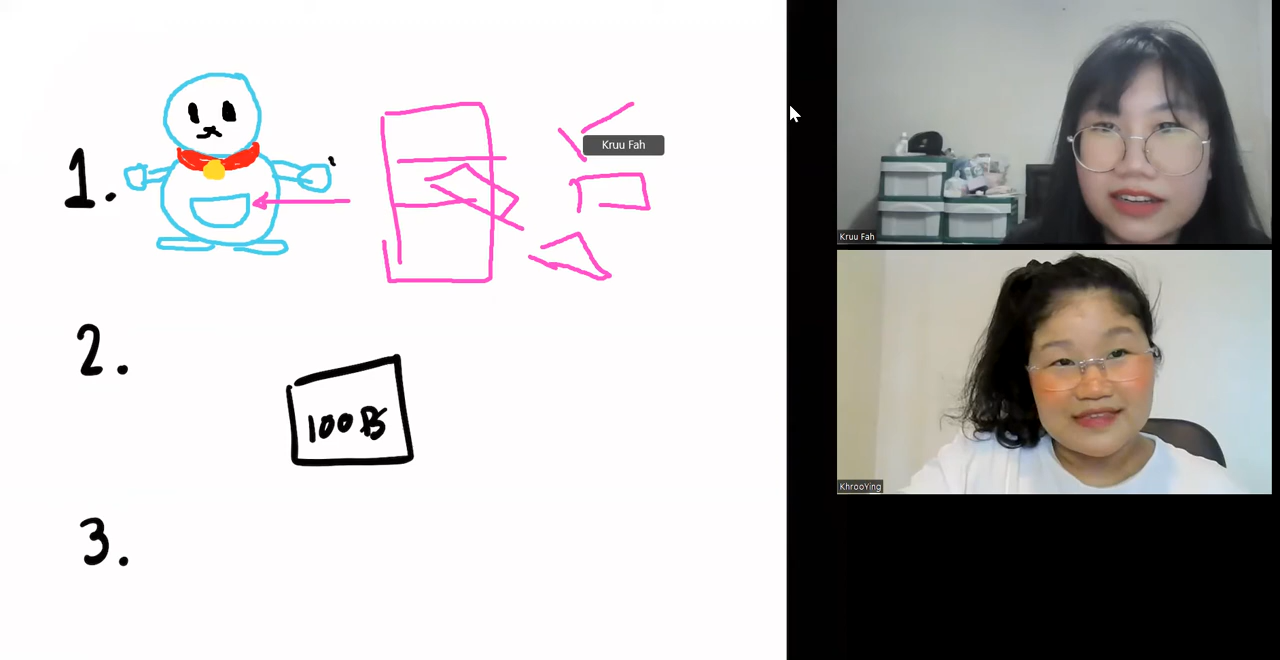 1.
Kruu Fah
2.
100 ฿
3.
Kruu Fah
KhrooYing